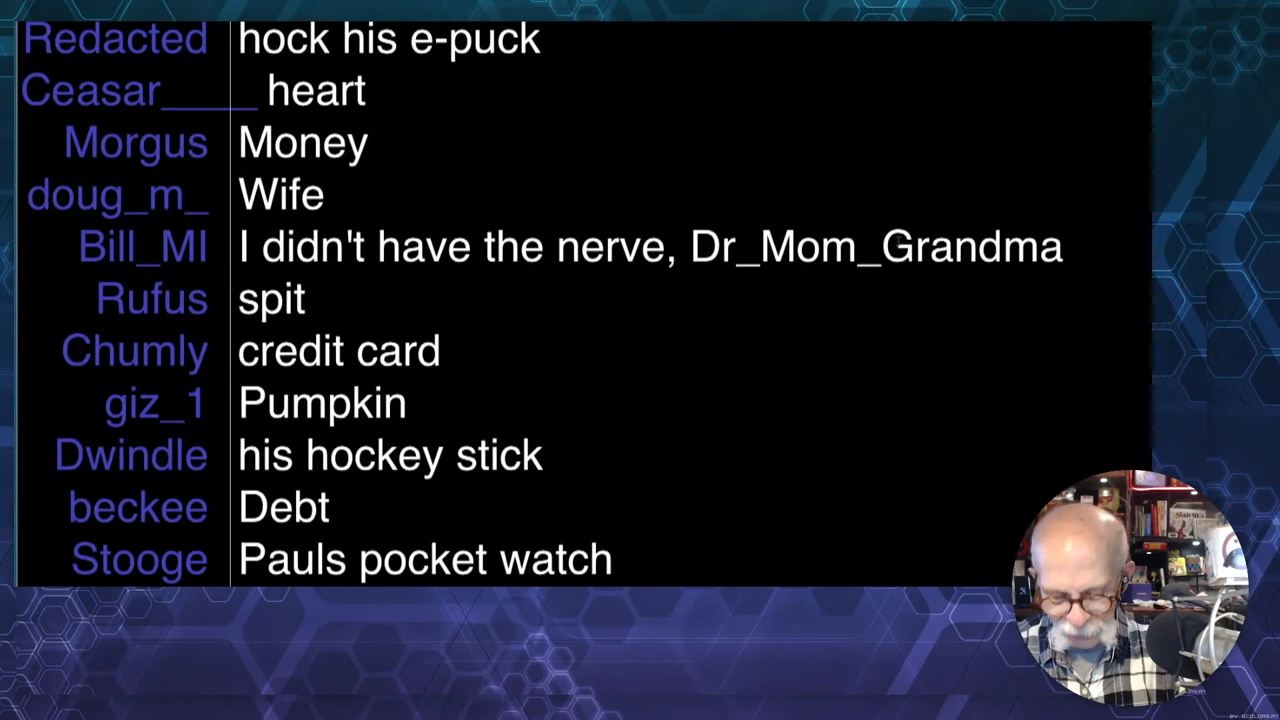 Redacted hock his e-puck
Ceasar____ heart
Morgus Money
doug_m_ Wife
Bill_MI I didn't have the nerve, Dr_Mom_Grandma
Rufus spit
Chumly credit card
giz_1 Pumpkin
Dwindle his hockey stick
beckee Debt
Stooge Pauls pocket watch